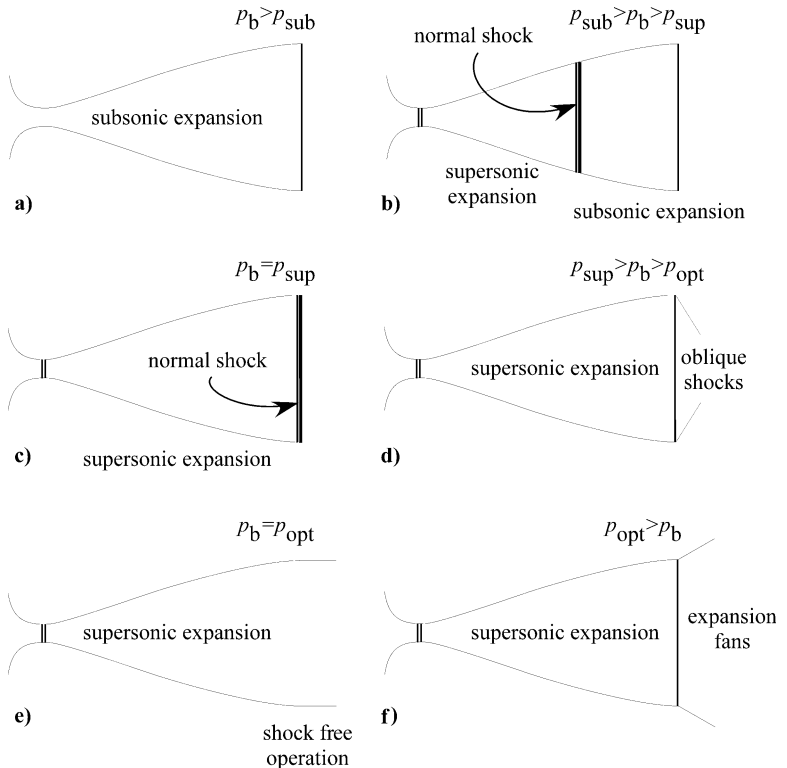 pb>psub
subsonic expansion
a)
psub>pb>psup
normal shock
supersonic
expansion
subsonic expansion
b)
pb=psup
normal shock
supersonic expansion
c)
psup>pb>popt
supersonic expansion
oblique
shocks
d)
pb=popt
supersonic expansion
shock free
operation
e)
popt>pb
supersonic expansion
expansion
fans
f)